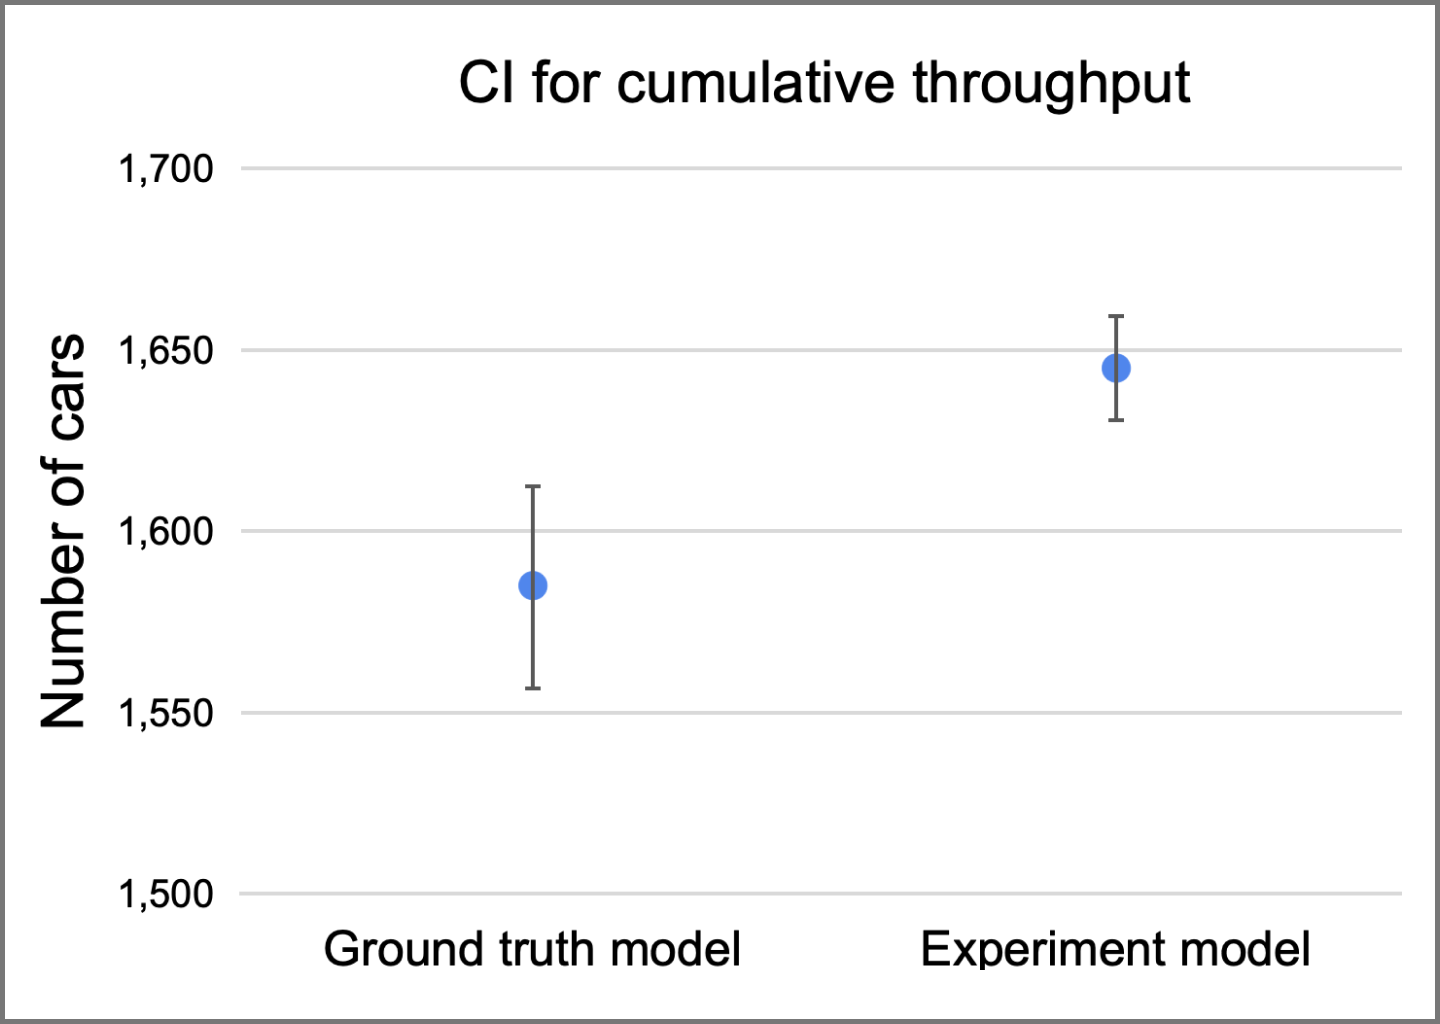 CI for cumulative throughput
1,700
1,650
1,600
1,550
1,500
Number of cars
Ground truth model
Experiment model